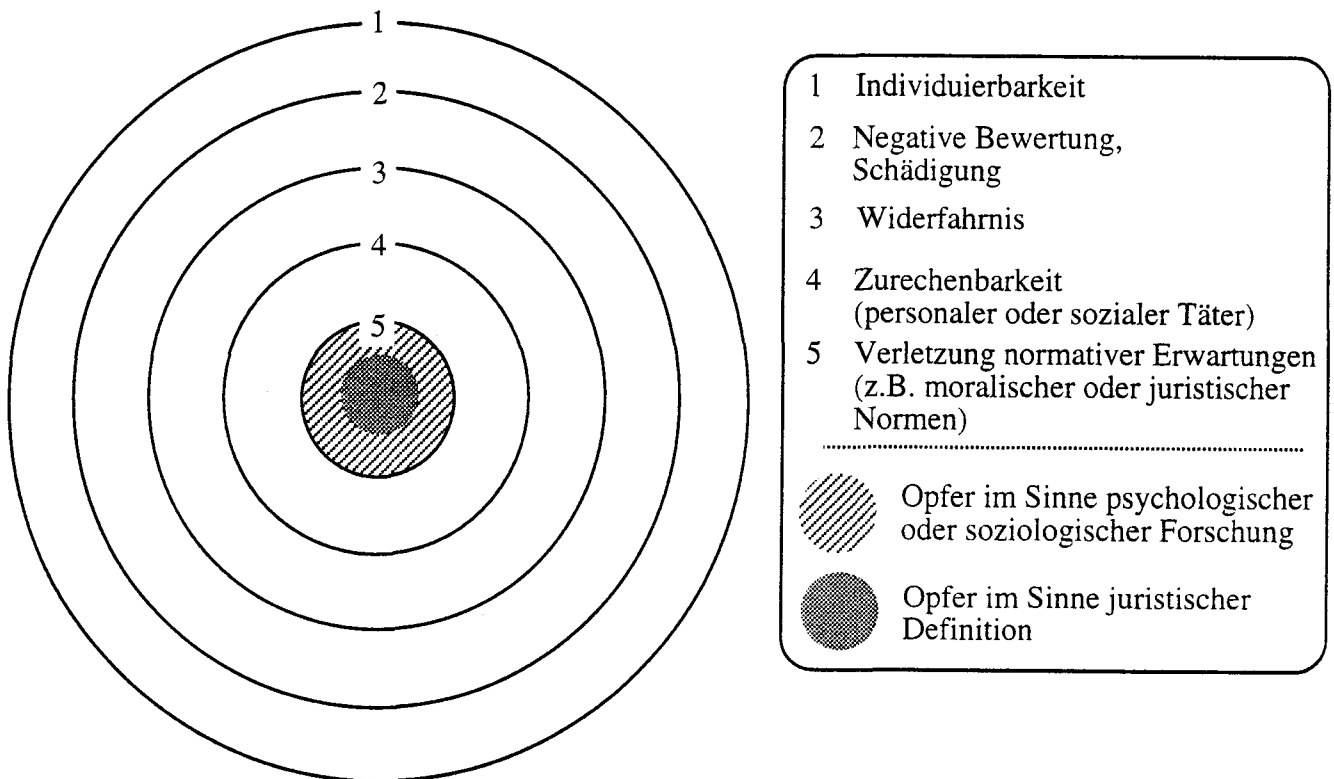 1
2
3
4
5
1 Individuierbarkeit
2 Negative Bewertung,
Schädigung
3 Widerfahrnis
4 Zurechenbarkeit
(personaler oder sozialer Täter)
5 Verletzung normativer Erwartungen
(z.B. moralischer oder juristischer
Normen)
Opfer im Sinne psychologischer
oder soziologischer Forschung
Opfer im Sinne juristischer
Definition